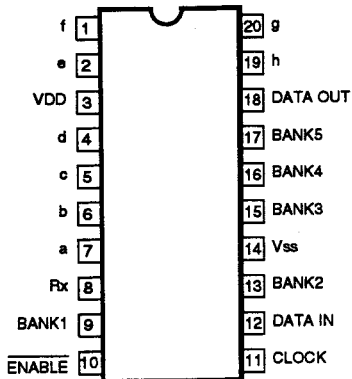 f 1 20 g
e 2 19 h
VDD 3 18 DATA OUT
d 4 17 BANK5
c 5 16 BANK4
b 6 15 BANK3
a 7 14 Vss
Rx 8 13 BANK2
BANK1 9 12 DATA IN
ENABLE 10 11 CLOCK